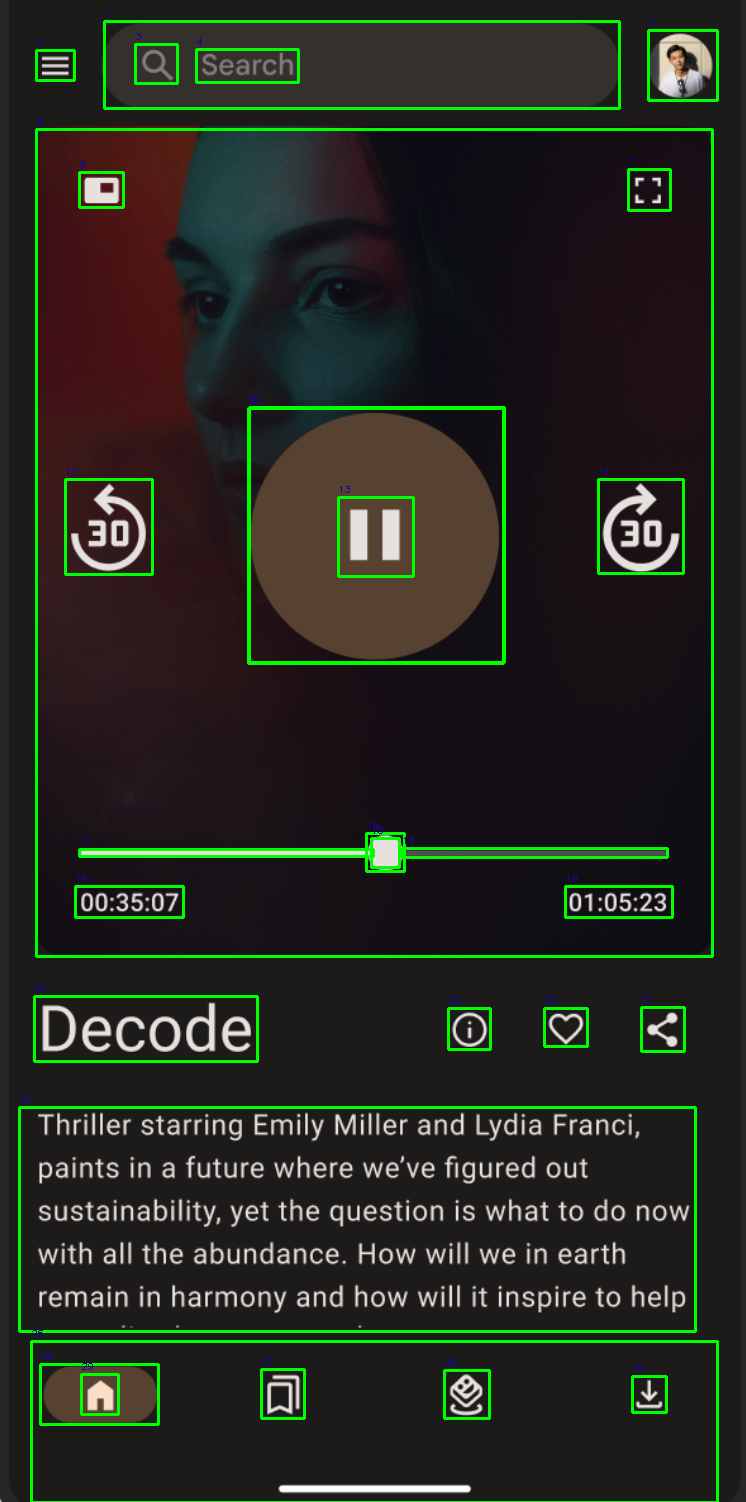 Search
30
30
00:35:07
01:05:23
Decode
Thriller starring Emily Miller and Lydia Franci,
paints in a future where we’ve figured out
sustainability, yet the question is what to do now
with all the abundance. How will we in earth
remain in harmony and how will it inspire to help